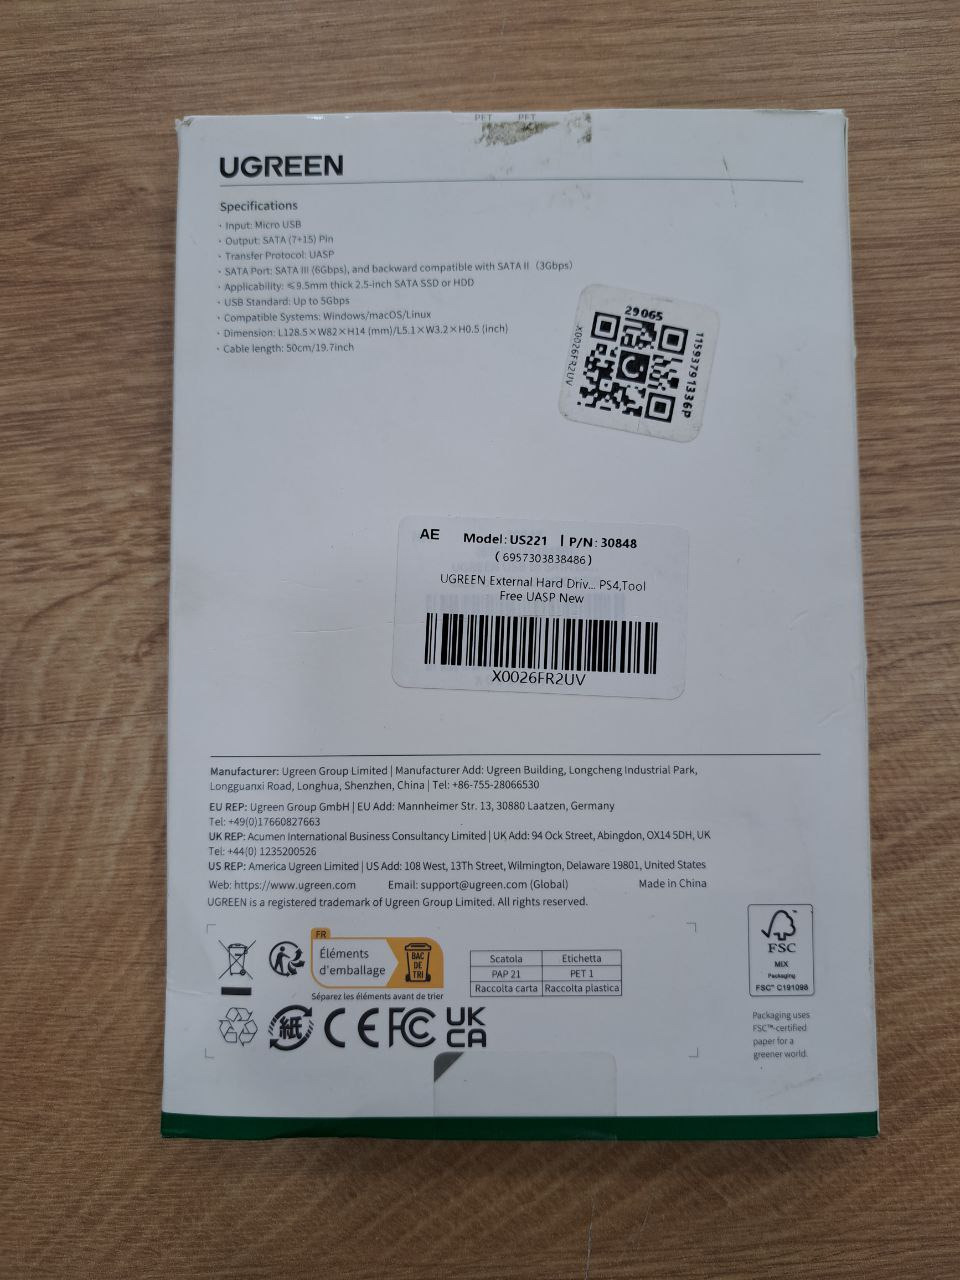 PET PET
UGREEN
Specifications
· Input: Micro USB
· Output: SATA (7+15) Pin
· Transfer Protocol: UASP
· SATA Port: SATA III (6Gbps), and backward compatible with SATA II（3Gbps）
· Applicability: ≤9.5mm thick 2.5-inch SATA SSD or HDD
· USB Standard: Up to 5Gbps
· Compatible Systems: Windows/macOS/Linux
· Dimension: L128.5×W82×H14 (mm)/L5.1×W3.2×H0.5 (inch)
· Cable length: 50cm/19.7inch
29065
X0026FR2UV
11593791336P
AE Model: US221 | P/N: 30848
( 6957303838486 )
UGREEN External Hard Driv... PS4,Tool
Free UASP New
X0026FR2UV
Manufacturer: Ugreen Group Limited | Manufacturer Add: Ugreen Building, Longcheng Industrial Park,
Longguanxi Road, Longhua, Shenzhen, China | Tel: +86-755-28066530
EU REP: Ugreen Group GmbH | EU Add: Mannheimer Str. 13, 30880 Laatzen, Germany
Tel: +49(0)17660827663
UK REP: Acumen International Business Consultancy Limited | UK Add: 94 Ock Street, Abingdon, OX14 5DH, UK
Tel: +44(0) 1235200526
US REP: America Ugreen Limited | US Add: 108 West, 13Th Street, Wilmington, Delaware 19801, United States
Web: https://www.ugreen.com Email: support@ugreen.com (Global) Made in China
UGREEN is a registered trademark of Ugreen Group Limited. All rights reserved.
FR
Éléments
d'emballage
BAC
DE
TRI
Séparez les éléments avant de trier
Scatola Etichetta
PAP 21 PET 1
Raccolta carta Raccolta plastica
紙 CE FC UK
CA
FSC
MIX
Packaging
FSC™ C191098
Packaging uses
FSC™-certified
paper for a
greener world.